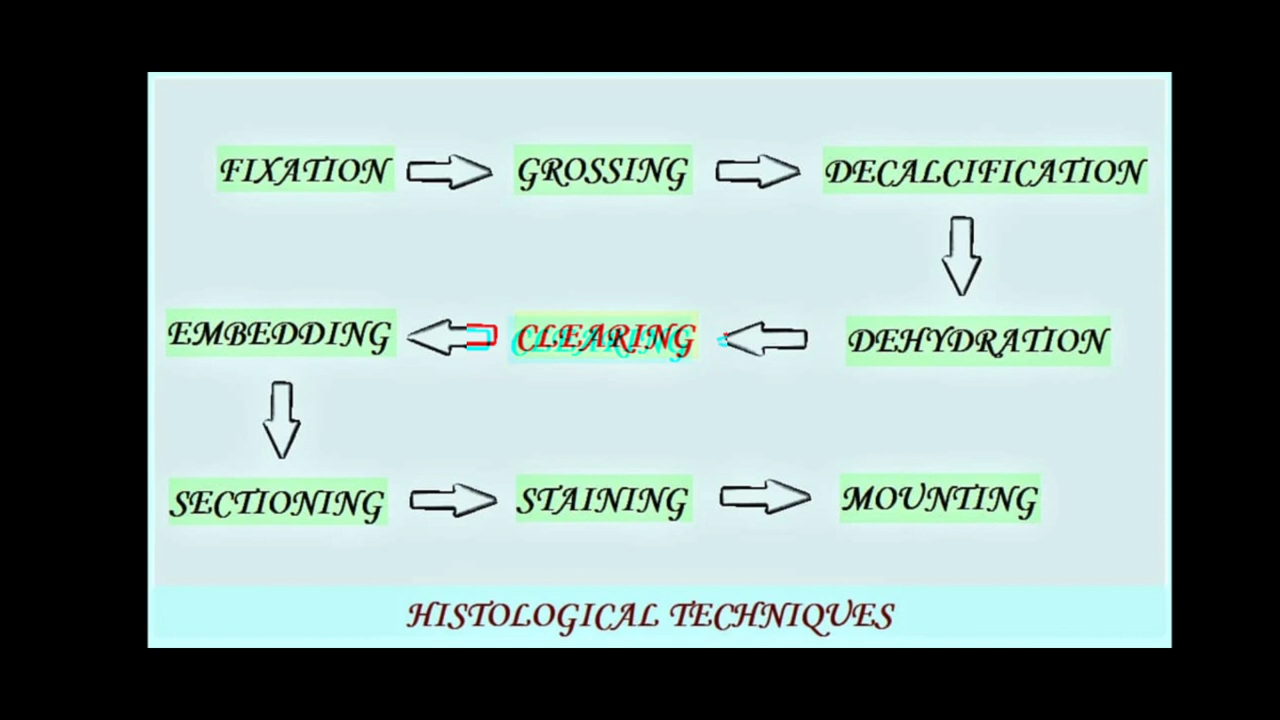 FIXATION GROSSING DECALCIFICATION
EMBEDDING CLEARING DEHYDRATION
SECTIONING STAINING MOUNTING
HISTOLOGICAL TECHNIQUES